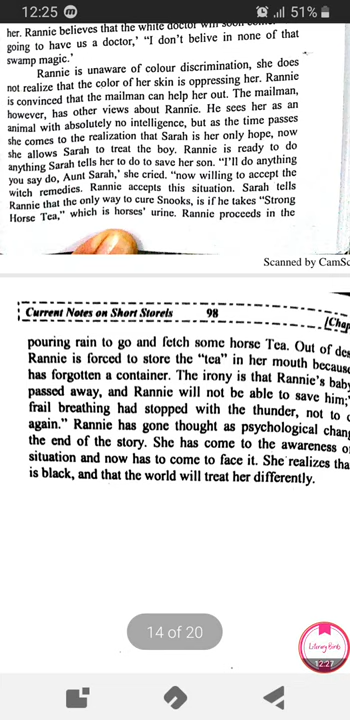 12:25 m 51%
her. Rannie believes that the white doctor will soon come.
going to have us a doctor,’ “I don’t belive in none of that
swamp magic.’
Rannie is unaware of colour discrimination, she does
not realize that the color of her skin is oppressing her. Rannie
is convinced that the mailman can help her out. The mailman,
however, has other views about Rannie. He sees her as an
animal with absolutely no intelligence, but as the time passes
she comes to the realization that Sarah is her only hope, now
she allows Sarah to treat the boy. Rannie is ready to do
anything Sarah tells her to do to save her son. “I’ll do anything
you say do, Aunt Sarah,’ she cried. “now willing to accept the
witch remedies. Rannie accepts this situation. Sarah tells
Rannie that the only way to cure Snooks, is if he takes “Strong
Horse Tea,” which is horses’ urine. Rannie proceeds in the
Scanned by CamSc
Current Notes on Short Storels 98 [Chap
pouring rain to go and fetch some horse Tea. Out of des
Rannie is forced to store the “tea” in her mouth because
has forgotten a container. The irony is that Rannie’s baby
passed away, and Rannie will not be able to save him;’
frail breathing had stopped with the thunder, not to c
again.” Rannie has gone thought as psychological chang
the end of the story. She has come to the awareness of
situation and now has to come to face it. She realizes tha
is black, and that the world will treat her differently.
14 of 20
Literary Birds
12:27